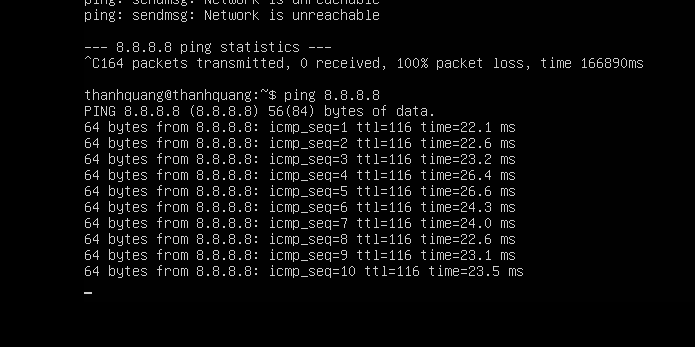 ping: sendmsg: Network is unreachable
ping: sendmsg: Network is unreachable
--- 8.8.8.8 ping statistics ---
^C164 packets transmitted, 0 received, 100% packet loss, time 166890ms
thanhquang@thanhquang:~$ ping 8.8.8.8
PING 8.8.8.8 (8.8.8.8) 56(84) bytes of data.
64 bytes from 8.8.8.8: icmp_seq=1 ttl=116 time=22.1 ms
64 bytes from 8.8.8.8: icmp_seq=2 ttl=116 time=22.6 ms
64 bytes from 8.8.8.8: icmp_seq=3 ttl=116 time=23.2 ms
64 bytes from 8.8.8.8: icmp_seq=4 ttl=116 time=26.4 ms
64 bytes from 8.8.8.8: icmp_seq=5 ttl=116 time=26.6 ms
64 bytes from 8.8.8.8: icmp_seq=6 ttl=116 time=24.3 ms
64 bytes from 8.8.8.8: icmp_seq=7 ttl=116 time=24.0 ms
64 bytes from 8.8.8.8: icmp_seq=8 ttl=116 time=22.6 ms
64 bytes from 8.8.8.8: icmp_seq=9 ttl=116 time=23.1 ms
64 bytes from 8.8.8.8: icmp_seq=10 ttl=116 time=23.5 ms